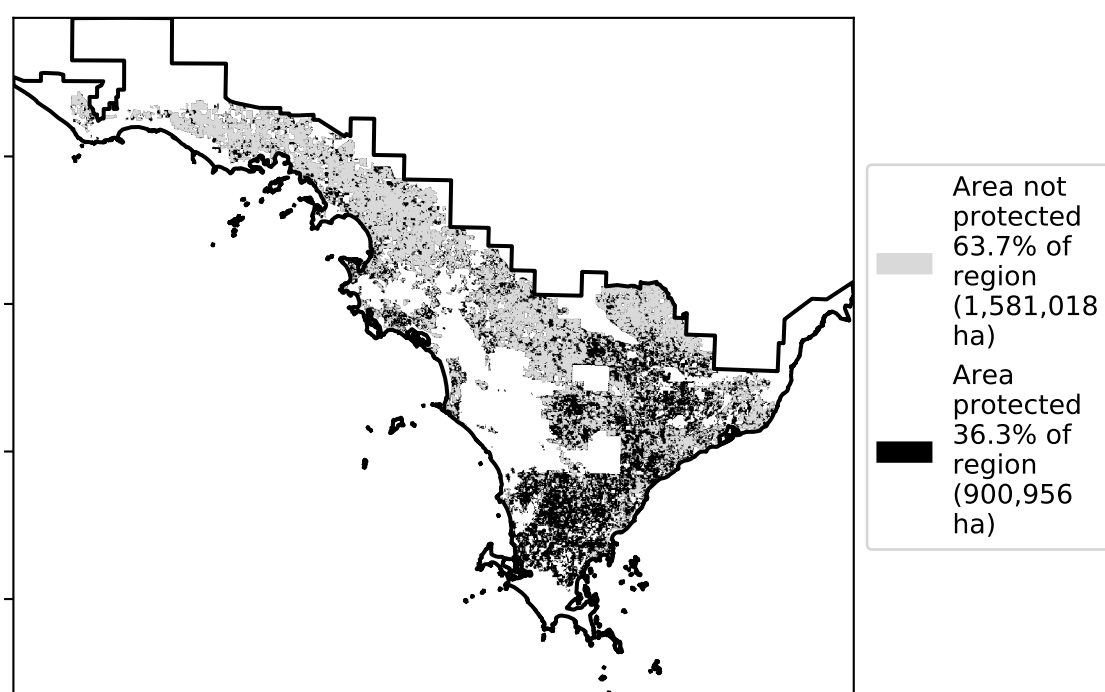 Area not
protected
63.7% of
region
(1,581,018
ha)
Area
protected
36.3% of
region
(900,956
ha)